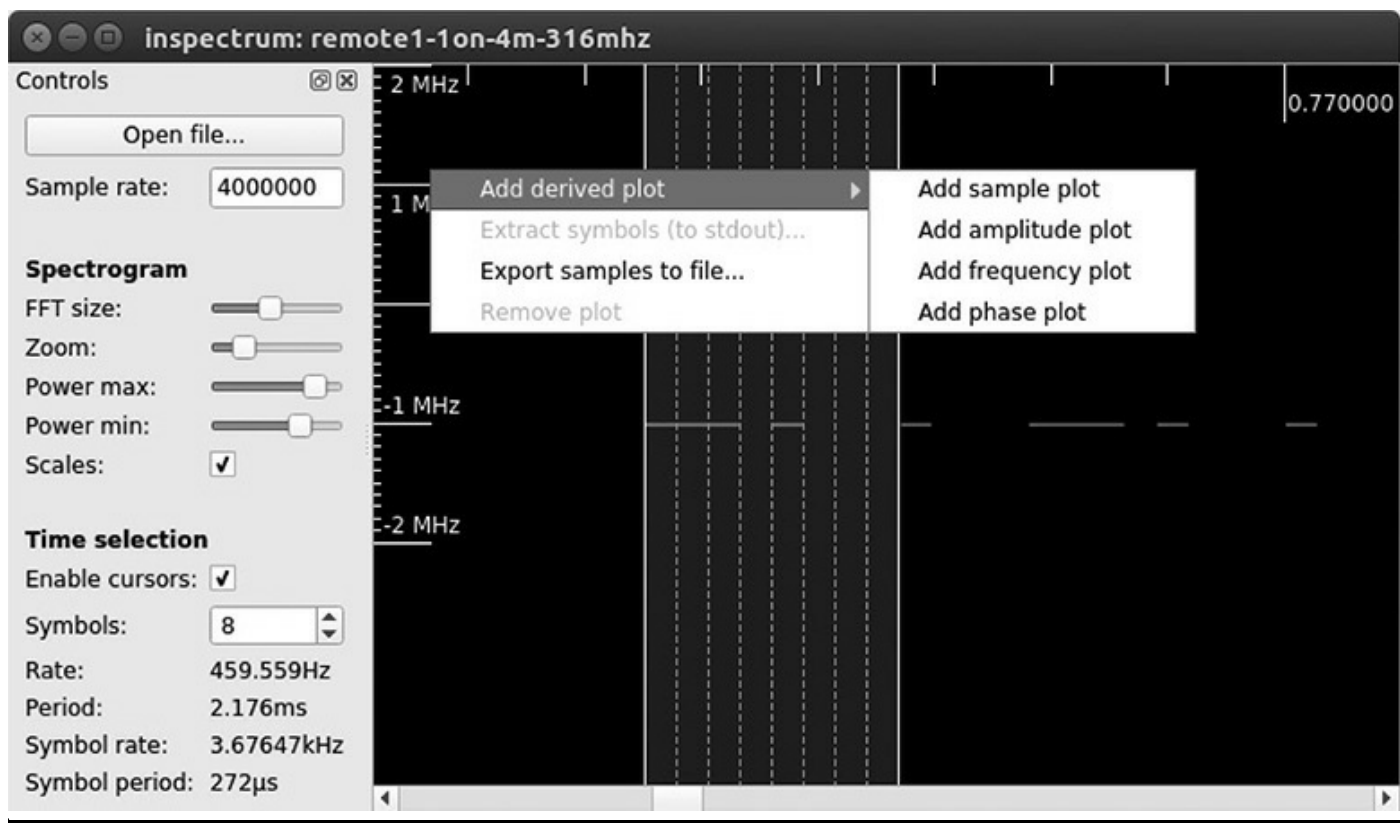 inspectrum: remote1-1on-4m-316mhz
Controls
Open file...
Sample rate: 4000000
Spectrogram
FFT size:
Zoom:
Power max:
Power min:
Scales:
Time selection
Enable cursors:
Symbols: 8
Rate: 459.559Hz
Period: 2.176ms
Symbol rate: 3.67647kHz
Symbol period: 272µs
2 MHz
0.770000
1 M
-1 MHz
-2 MHz
Add derived plot
Extract symbols (to stdout)...
Export samples to file...
Remove plot
Add sample plot
Add amplitude plot
Add frequency plot
Add phase plot